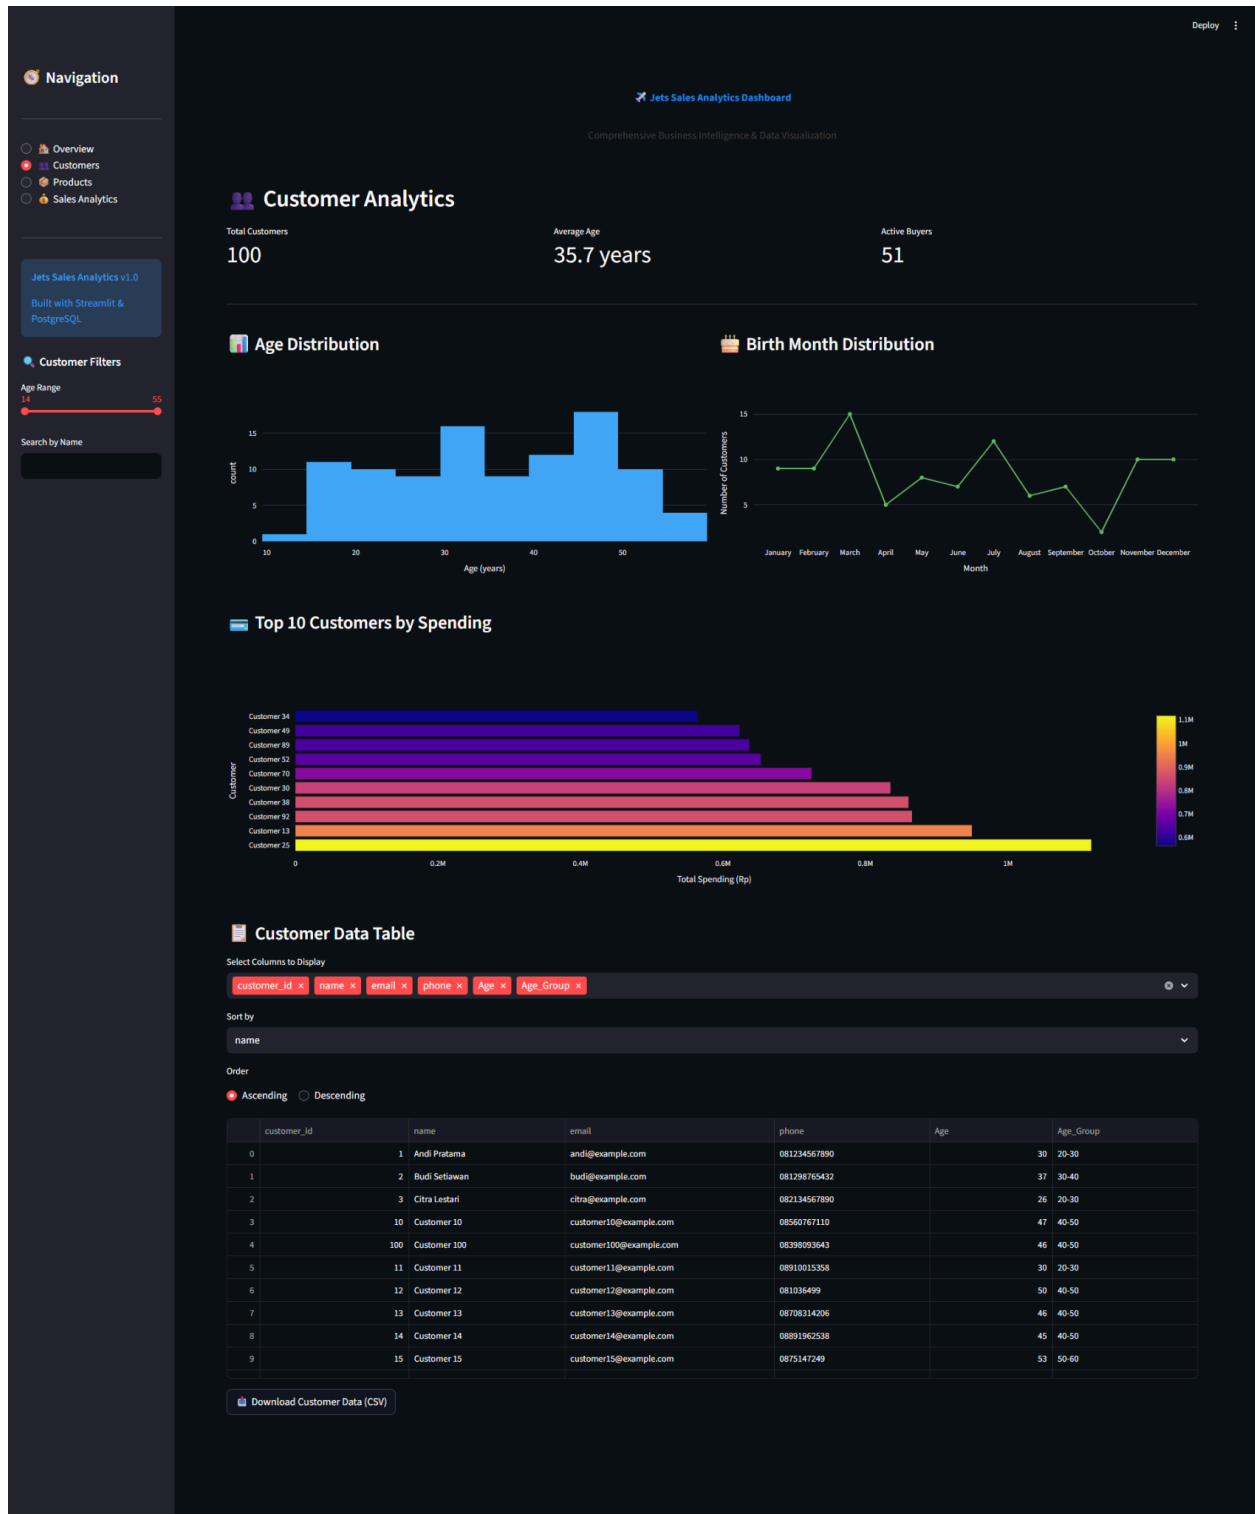 Deploy
Navigation
Overview
Customers
Products
Sales Analytics
Jets Sales Analytics v1.0
Built with Streamlit &
PostgreSQL
Customer Filters
Age Range
14 55
Search by Name
Jets Sales Analytics Dashboard
Comprehensive Business Intelligence & Data Visualization
Customer Analytics
Total Customers Average Age Active Buyers
100 35.7 years 51
Age Distribution
15
10
5
0
count
10 20 30 40 50
Age (years)
Birth Month Distribution
15
10
5
Number of Customers
January February March April May June July August September October November December
Month
Top 10 Customers by Spending
Customer
Customer 34
Customer 49
Customer 89
Customer 52
Customer 70
Customer 30
Customer 38
Customer 92
Customer 13
Customer 25
0 0.2M 0.4M 0.6M 0.8M 1M
Total Spending (Rp)
1.1M
1M
0.9M
0.8M
0.7M
0.6M
Customer Data Table
Select Columns to Display
customer_id × name × email × phone × Age × Age_Group ×
Sort by
name
Order
Ascending Descending
customer_id name email phone Age Age_Group
0 1 Andi Pratama andi@example.com 081234567890 30 20-30
1 2 Budi Setiawan budi@example.com 081298765432 37 30-40
2 3 Citra Lestari citra@example.com 082134567890 26 20-30
3 10 Customer 10 customer10@example.com 08560767110 47 40-50
4 100 Customer 100 customer100@example.com 08398093643 46 40-50
5 11 Customer 11 customer11@example.com 08910015358 30 20-30
6 12 Customer 12 customer12@example.com 081036499 50 40-50
7 13 Customer 13 customer13@example.com 08708314206 46 40-50
8 14 Customer 14 customer14@example.com 08891962538 45 40-50
9 15 Customer 15 customer15@example.com 0875147249 53 50-60
Download Customer Data (CSV)